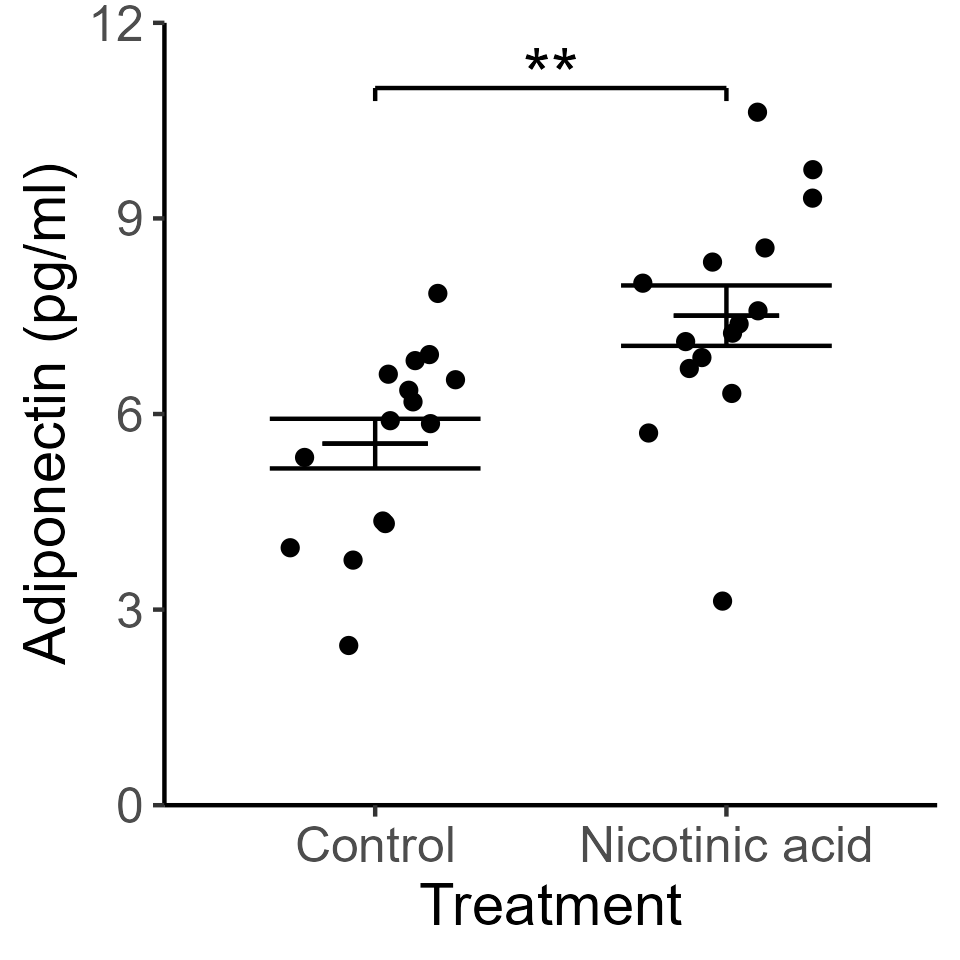 12
**
9
6
3
0
Adiponectin (pg/ml)
Control
Nicotinic acid
Treatment